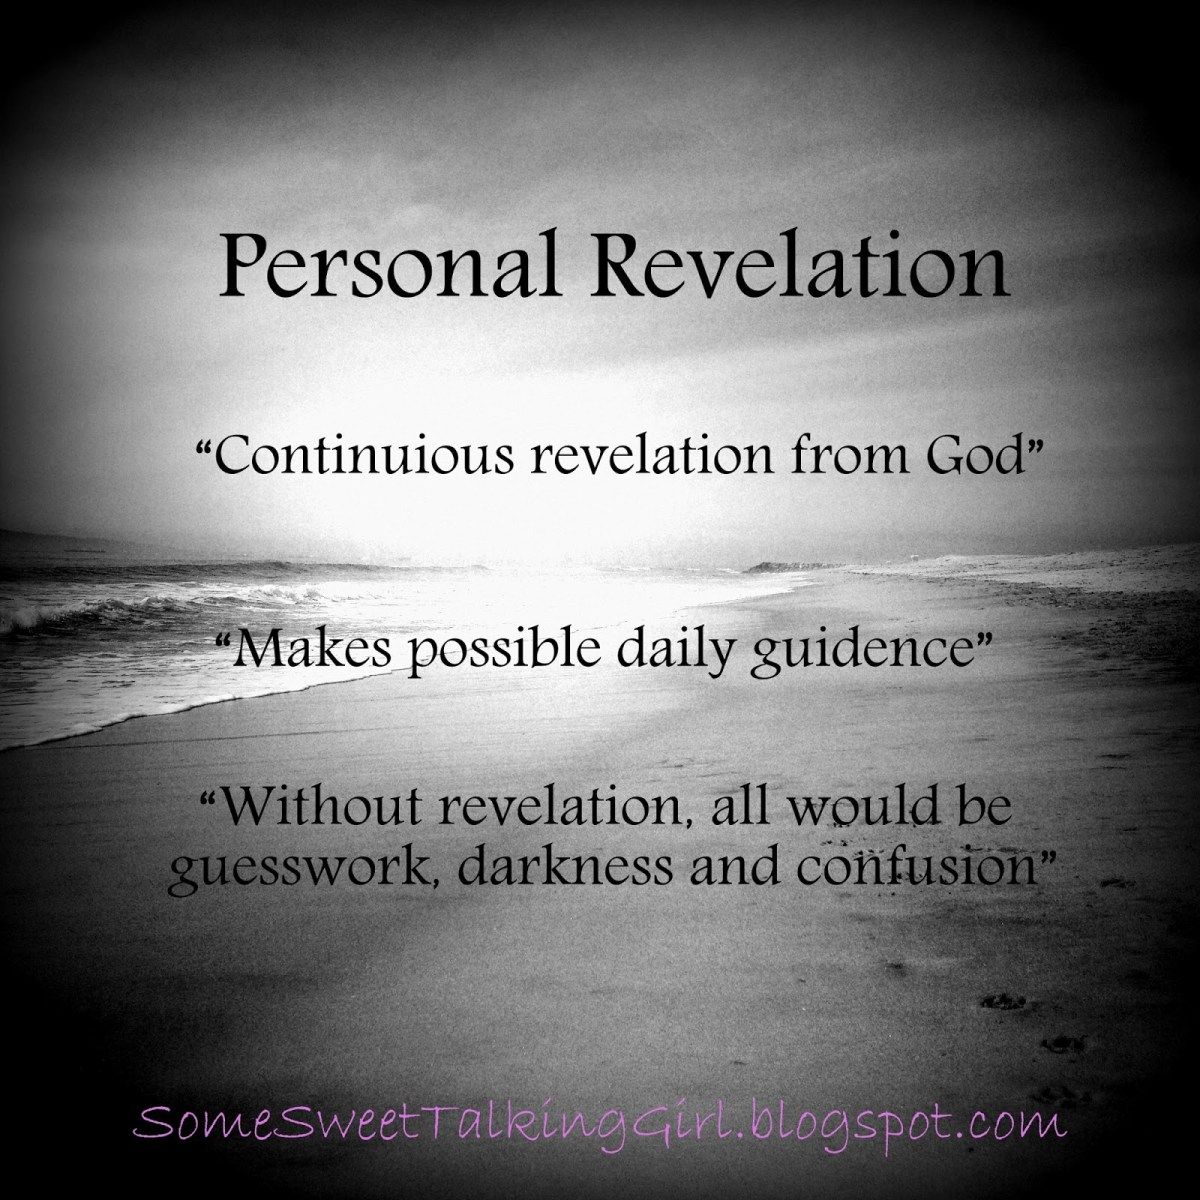 Personal Revelation
“Continuious revelation from God”
“Makes possible daily guidence”
“Without revelation, all would be
guesswork, darkness and confusion”
SomeSweetTalkingGirl.blogspot.com